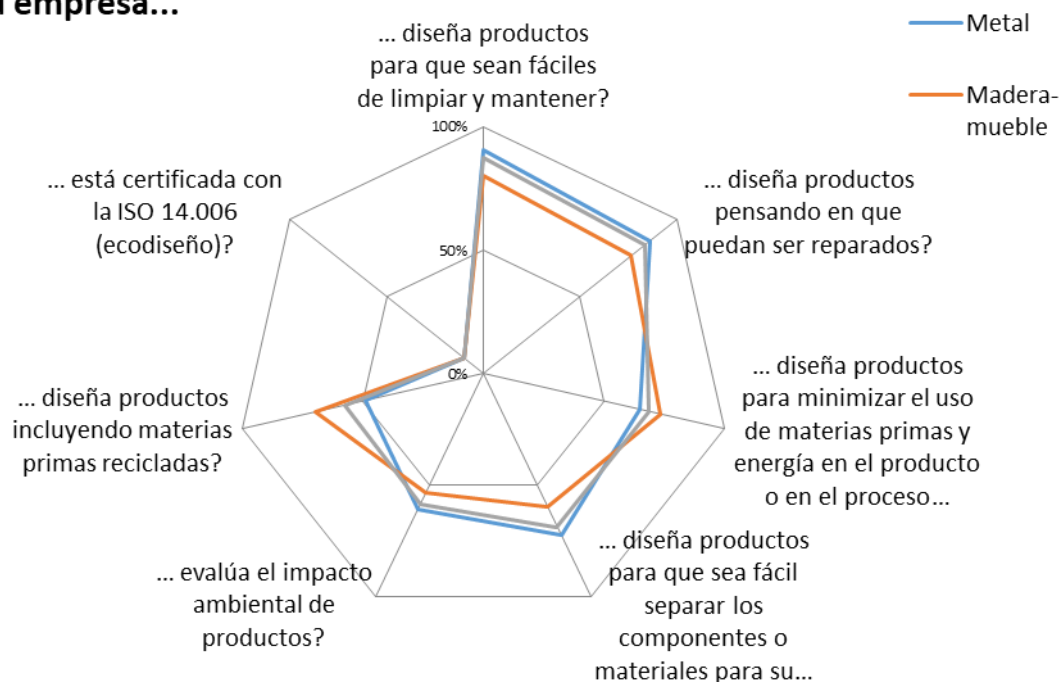 empresa...
... diseña productos
para que sean fáciles
de limpiar y mantener?
Metal
Madera-
mueble
100%
50%
0%
... diseña productos
pensando en que
puedan ser reparados?
... diseña productos
para minimizar el uso
de materias primas y
energía en el producto
o en el proceso...
... diseña productos
para que sea fácil
separar los
componentes o
materiales para su...
... evalúa el impacto
ambiental de
productos?
... diseña productos
incluyendo materias
primas recicladas?
... está certificada con
la ISO 14.006
(ecodiseño)?